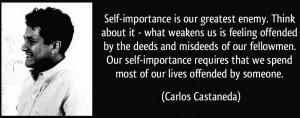 Self-importance is our greatest enemy. Think
about it - what weakens us is feeling offended
by the deeds and misdeeds of our fellowmen.
Our self-importance requires that we spend
most of our lives offended by someone.
(Carlos Castaneda)